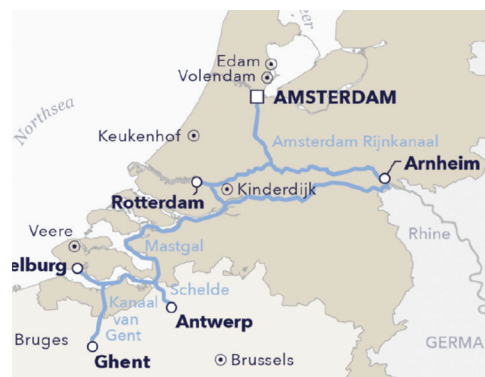 Edam
Volendam
AMSTERDAM
Northsea
Keukenhof
Amsterdam Rijnkanaal
Arnheim
Kinderdijk
Rotterdam
Veere
Mastgal
Rhine
elburg
Schelde
Kanaal
van
Gent
Antwerp
Bruges
GERMA
Ghent
Brussels